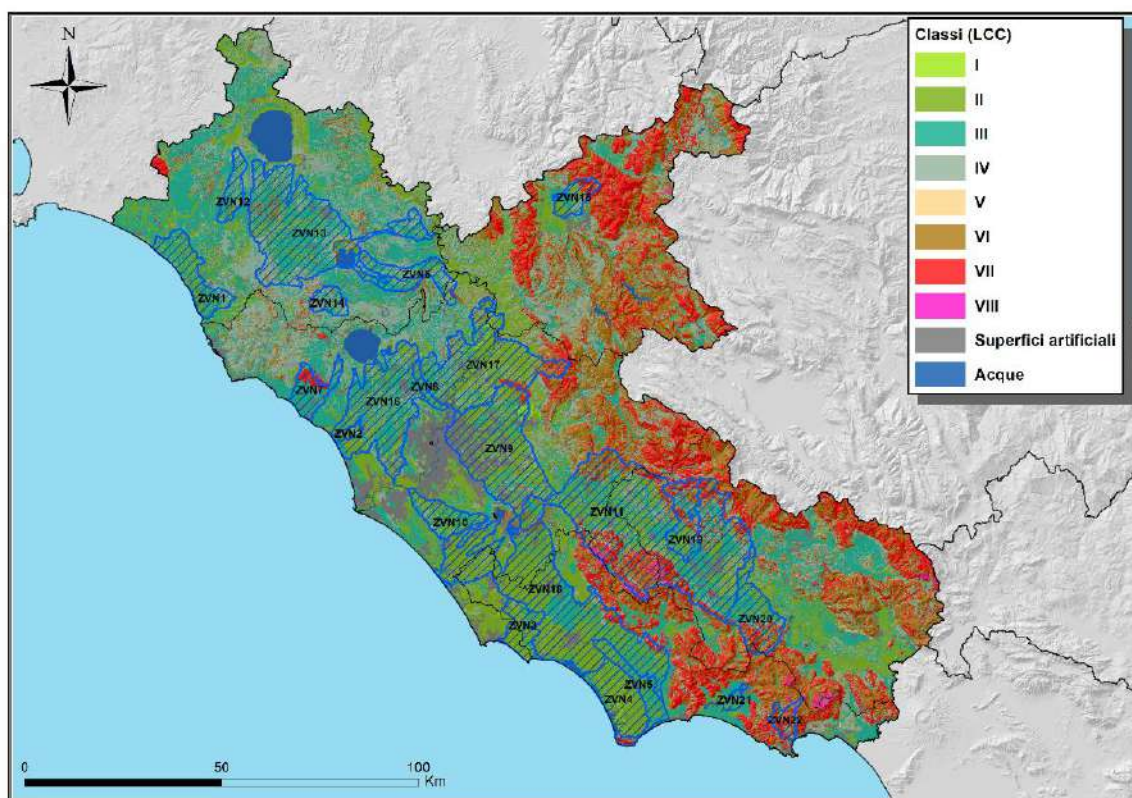 N
Classi (LCC)
I
II
III
IV
V
VI
VII
VIII
Superfici artificiali
Acque
ZVN15
ZVN12
ZVN13
ZVN5
ZVN1
ZVN14
ZVN17
ZVN7
ZVN16
ZVN8
ZVN2
ZVN9
ZVN10
ZVN11
ZVN19
ZVN18
ZVN3
ZVN20
ZVN6
ZVN4
ZVN21
ZVN22
0 50 100
Km